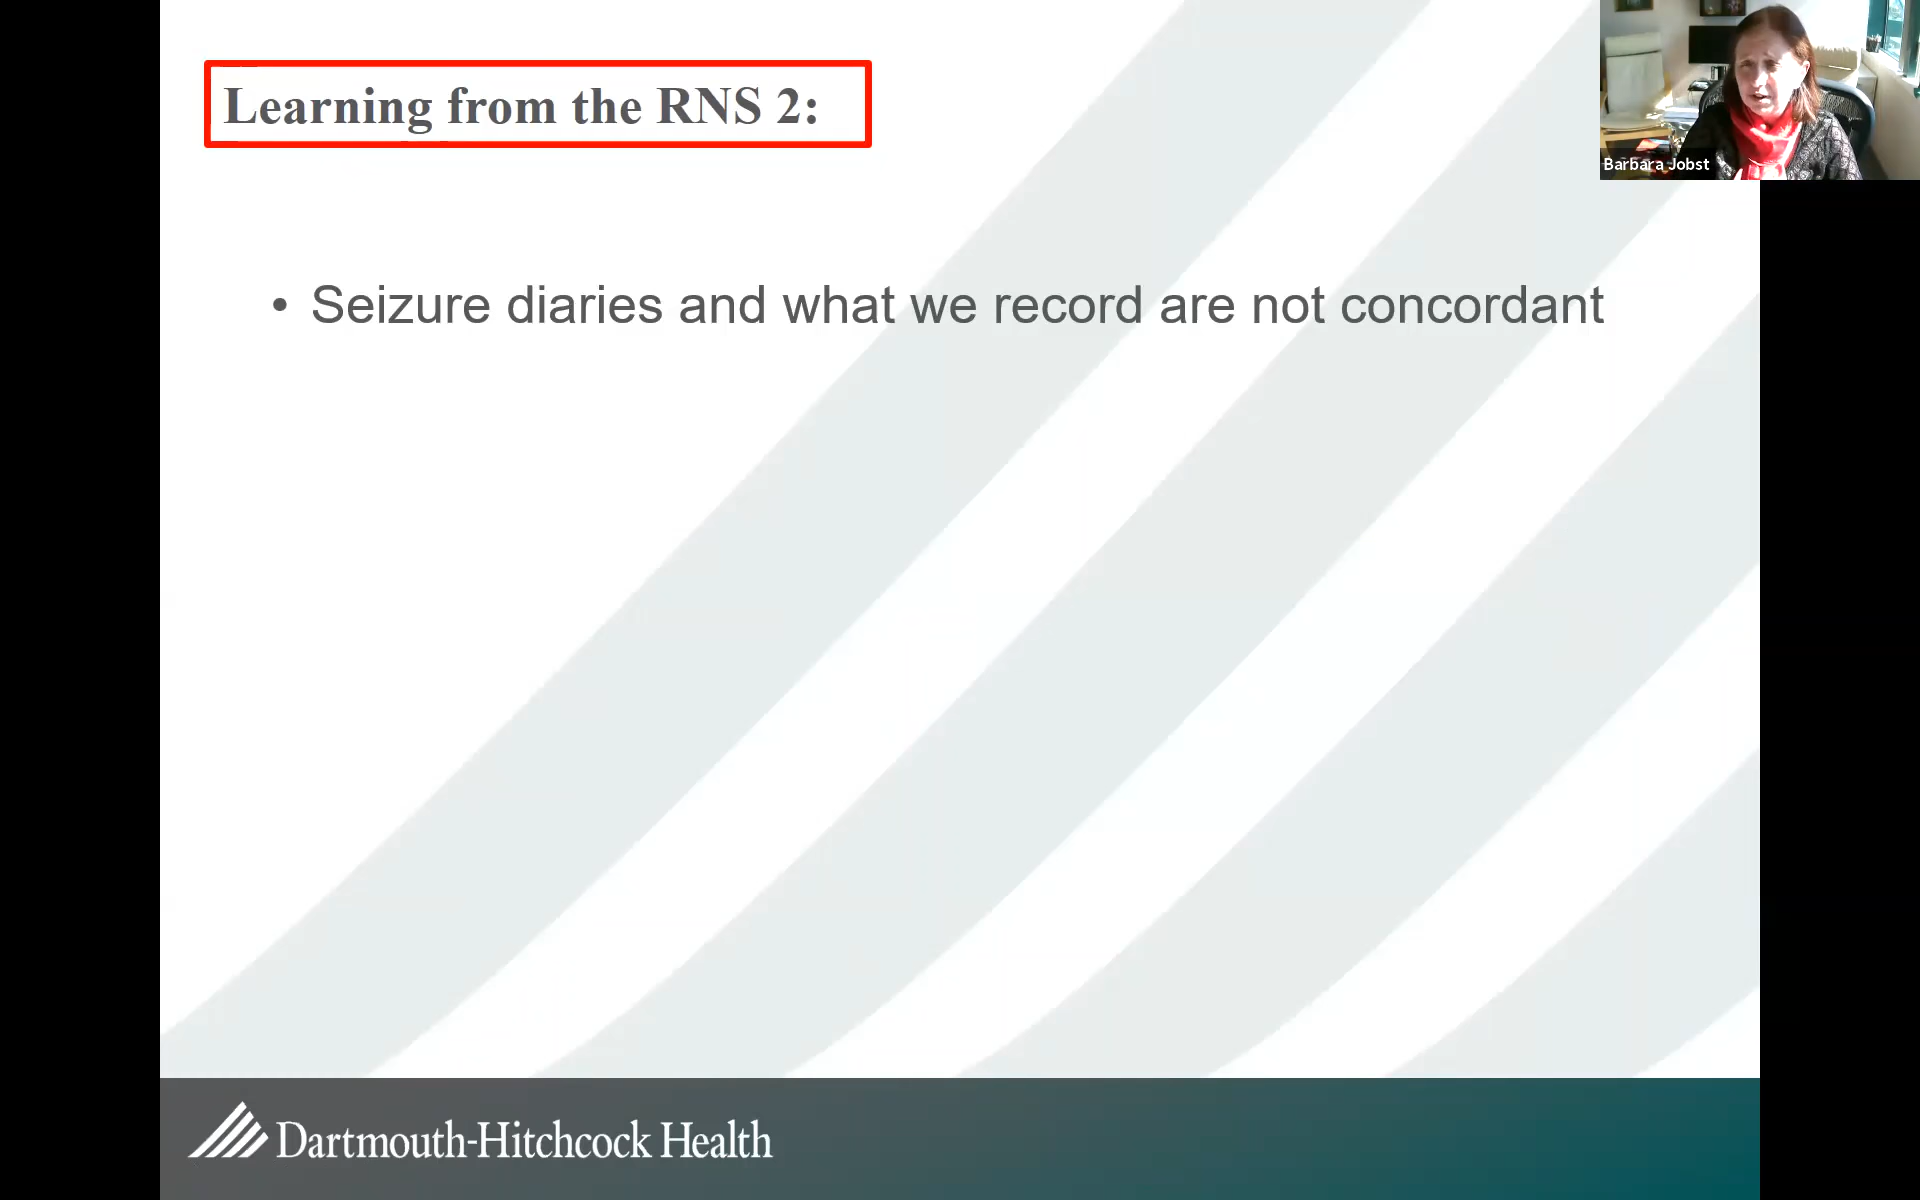 Learning from the RNS 2:
Barbara Jobst
• Seizure diaries and what we record are not concordant
Dartmouth-Hitchcock Health